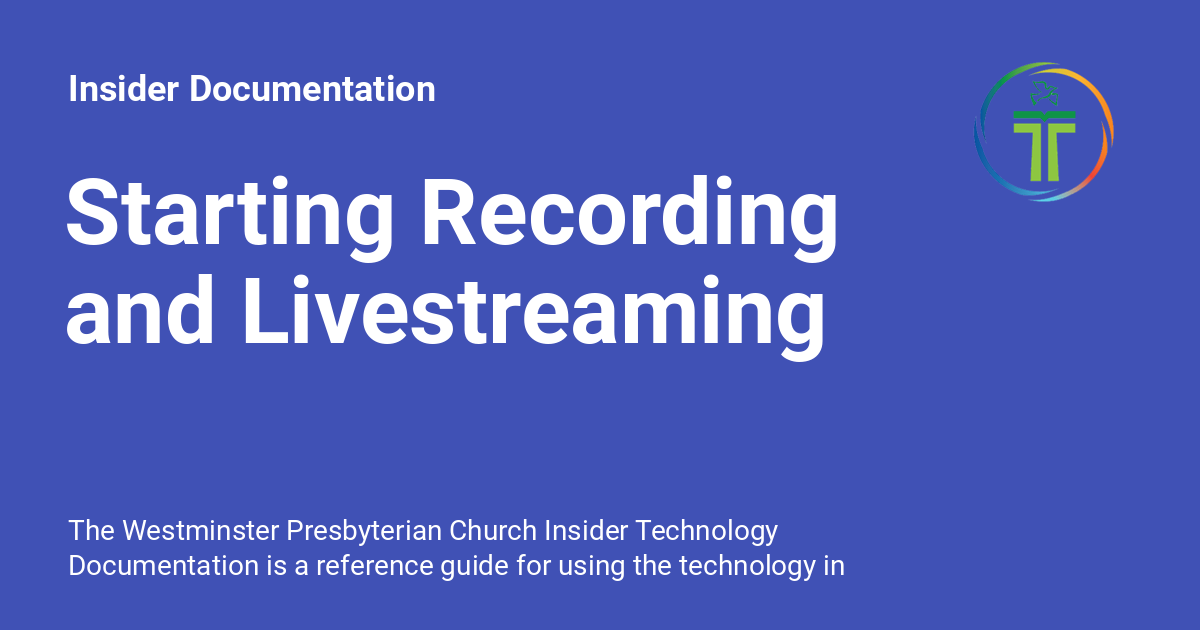 Insider Documentation
Starting Recording
and Livestreaming
The Westminster Presbyterian Church Insider Technology
Documentation is a reference guide for using the technology in